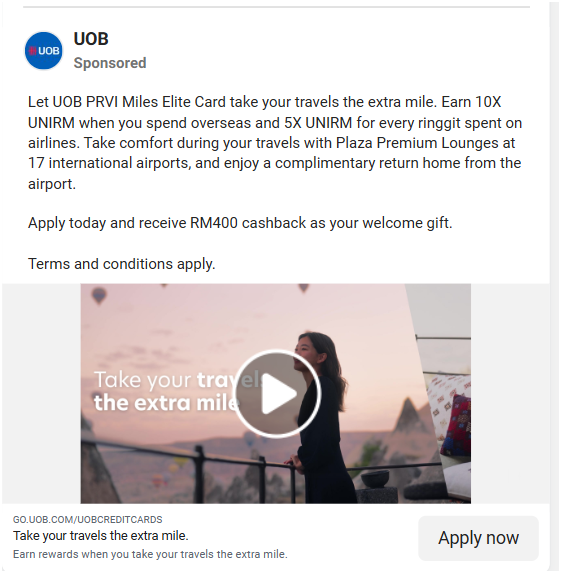 UOB
UOB
Sponsored
Let UOB PRVI Miles Elite Card take your travels the extra mile. Earn 10X
UNIRM when you spend overseas and 5X UNIRM for every ringgit spent on
airlines. Take comfort during your travels with Plaza Premium Lounges at
17 international airports, and enjoy a complimentary return home from the
airport.
Apply today and receive RM400 cashback as your welcome gift.
Terms and conditions apply.
Take your travels
the extra mile
GO.UOB.COM/UOBCREDITCARDS
Take your travels the extra mile.
Earn rewards when you take your travels the extra mile.
Apply now